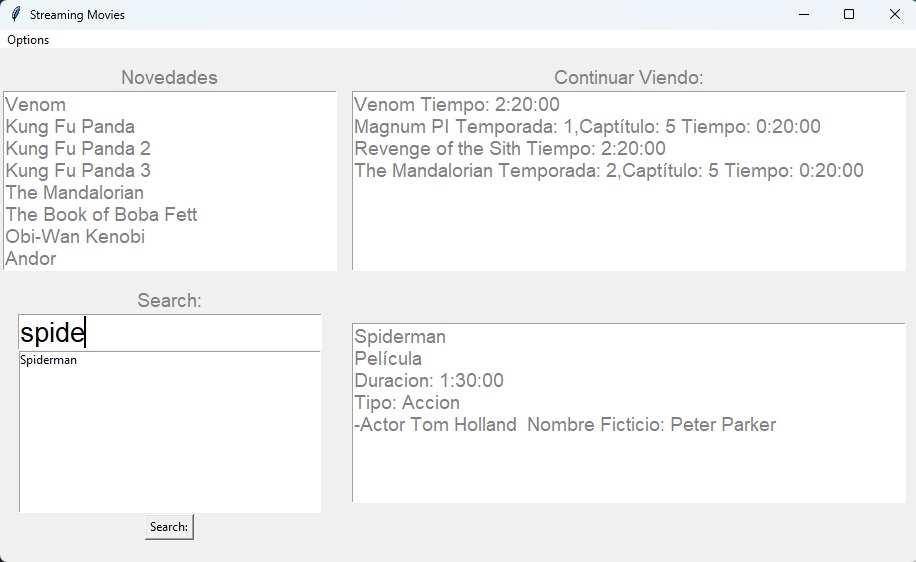 Streaming Movies
Options
Novedades
Venom
Kung Fu Panda
Kung Fu Panda 2
Kung Fu Panda 3
The Mandalorian
The Book of Boba Fett
Obi-Wan Kenobi
Andor
Continuar Viendo:
Venom Tiempo: 2:20:00
Magnum PI Temporada: 1,Captítulo: 5 Tiempo: 0:20:00
Revenge of the Sith Tiempo: 2:20:00
The Mandalorian Temporada: 2,Captítulo: 5 Tiempo: 0:20:00
Search:
spide
Spiderman
Search:
Spiderman
Película
Duracion: 1:30:00
Tipo: Accion
-Actor Tom Holland  Nombre Ficticio: Peter Parker